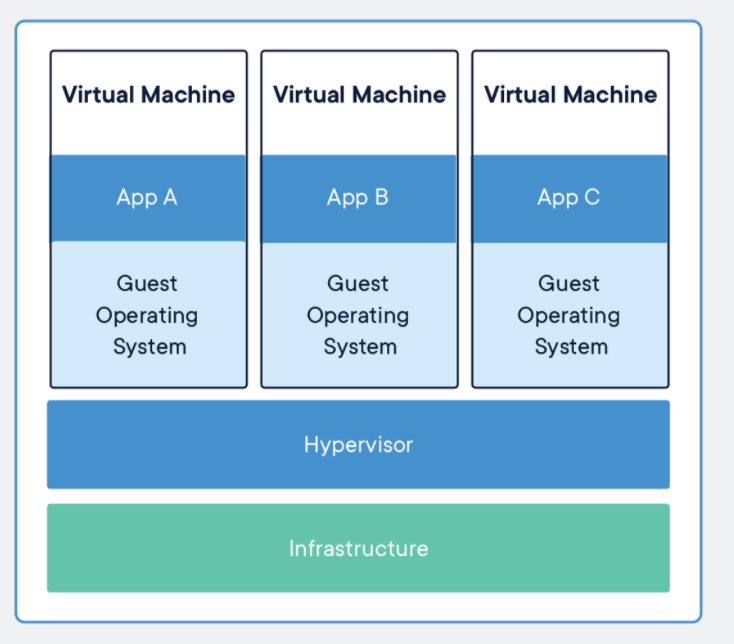 Virtual Machine
Virtual Machine
Virtual Machine
App A
App B
App C
Guest
Operating
System
Guest
Operating
System
Guest
Operating
System
Hypervisor
Infrastructure